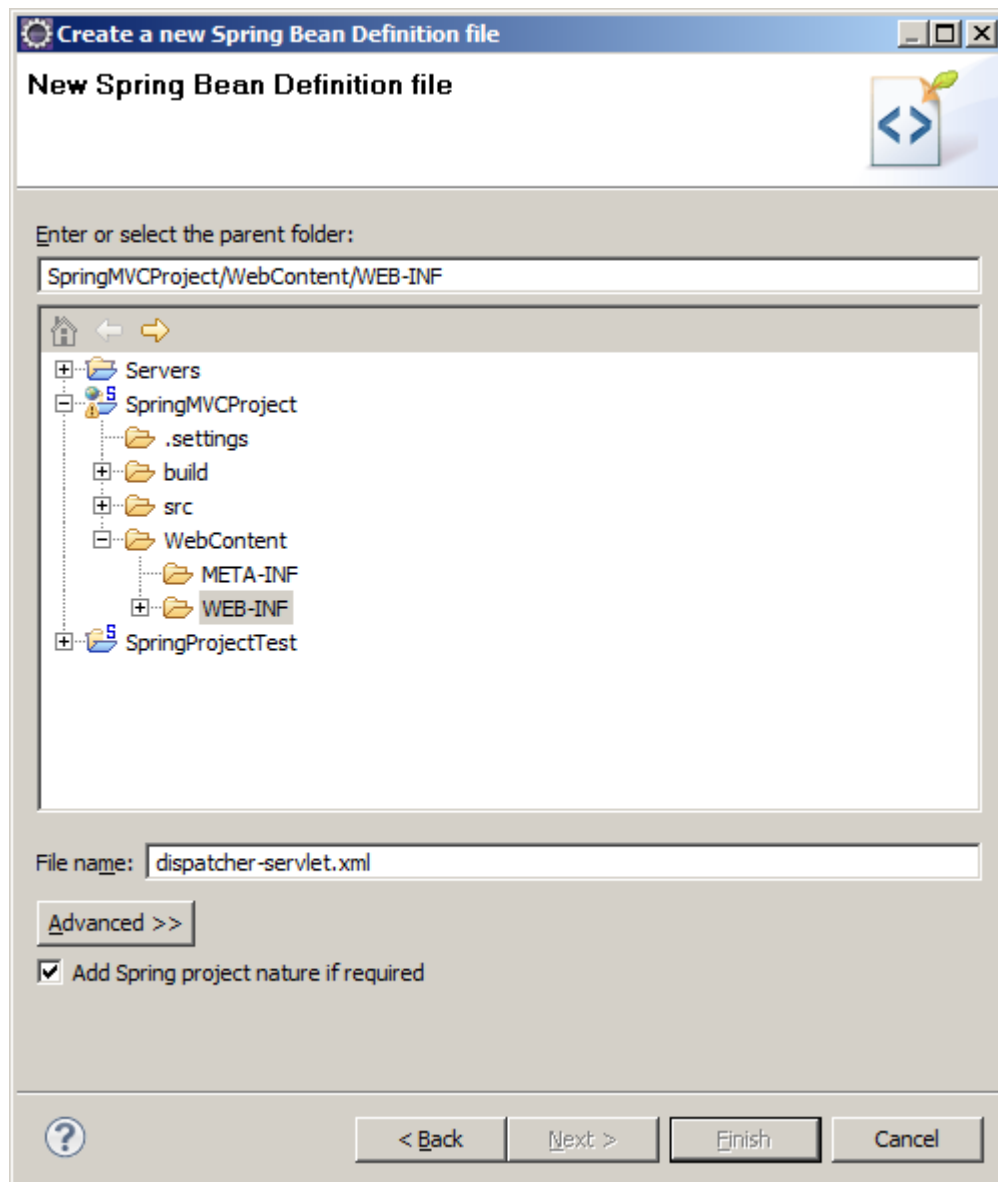 Create a new Spring Bean Definition file
New Spring Bean Definition file
Enter or select the parent folder:
SpringMVCProject/WebContent/WEB-INF
Servers
SpringMVCProject
.settings
build
src
WebContent
META-INF
WEB-INF
SpringProjectTest
File name: dispatcher-servlet.xml
Advanced >>
Add Spring project nature if required
< Back Next > Finish Cancel